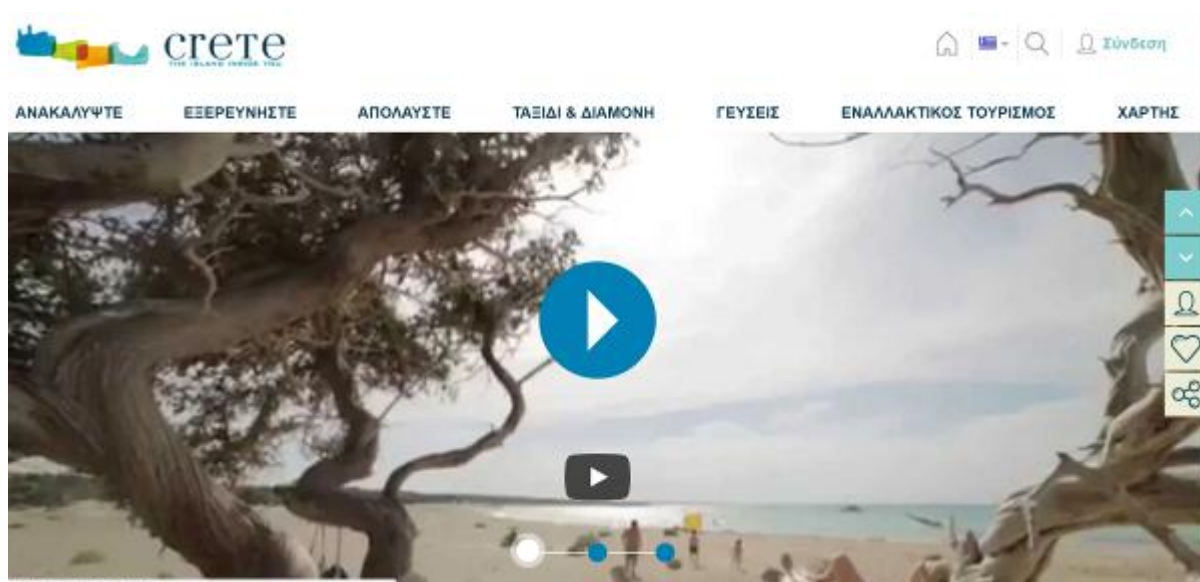 crete
THE ISLAND INSIDE YOU
Σύνδεση
ΑΝΑΚΑΛΥΨΤΕ ΕΞΕΡΕΥΝΗΣΤΕ ΑΠΟΛΑΥΣΤΕ ΤΑΞΙΔΙ & ΔΙΑΜΟΝΗ ΓΕΥΣΕΙΣ ΕΝΑΛΛΑΚΤΙΚΟΣ ΤΟΥΡΙΣΜΟΣ ΧΑΡΤΗΣ